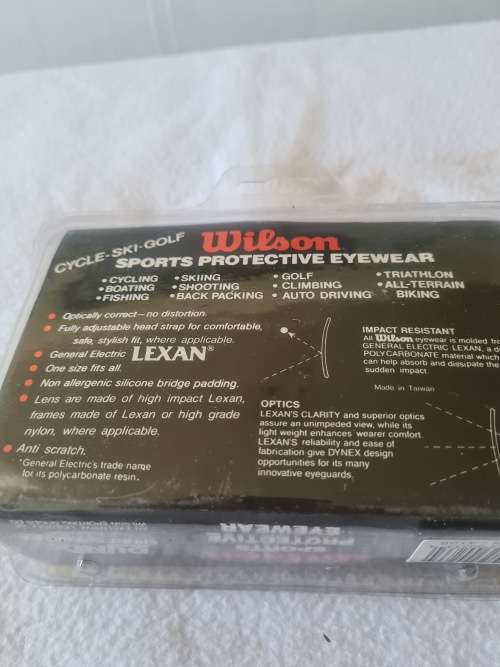 CYCLE-SKI-GOLF
Wilson
SPORTS PROTECTIVE EYEWEAR
• CYCLING • SKIING • GOLF • TRIATHLON
• BOATING • SHOOTING • CLIMBING • ALL-TERRAIN
• FISHING • BACK PACKING • AUTO DRIVING BIKING
• Optically correct – no distortion.
• Fully adjustable head strap for comfortable,
safe, stylish fit, where applicable.
• General Electric LEXAN®
• One size fits all.
• Non allergenic silicone bridge padding.
• Lens are made of high impact Lexan,
frames made of Lexan or high grade
nylon, where applicable.
• Anti scratch.
*General Electric's trade name
for its polycarbonate resin.
IMPACT RESISTANT
All Wilson eyewear is molded
GENERAL ELECTRIC LEXAN, a
POLYCARBONATE material which
can help absorb and dissipate the
sudden impact.
Made in Taiwan
OPTICS
LEXAN'S CLARITY and superior optics
assure an unimpeded view, while its
light weight enhances wearer comfort.
LEXAN'S reliability and ease of
fabrication give DYNEX design
opportunities for its many
innovative eyeguards.
SPORTS
PROTECTIVE
EYEWEAR